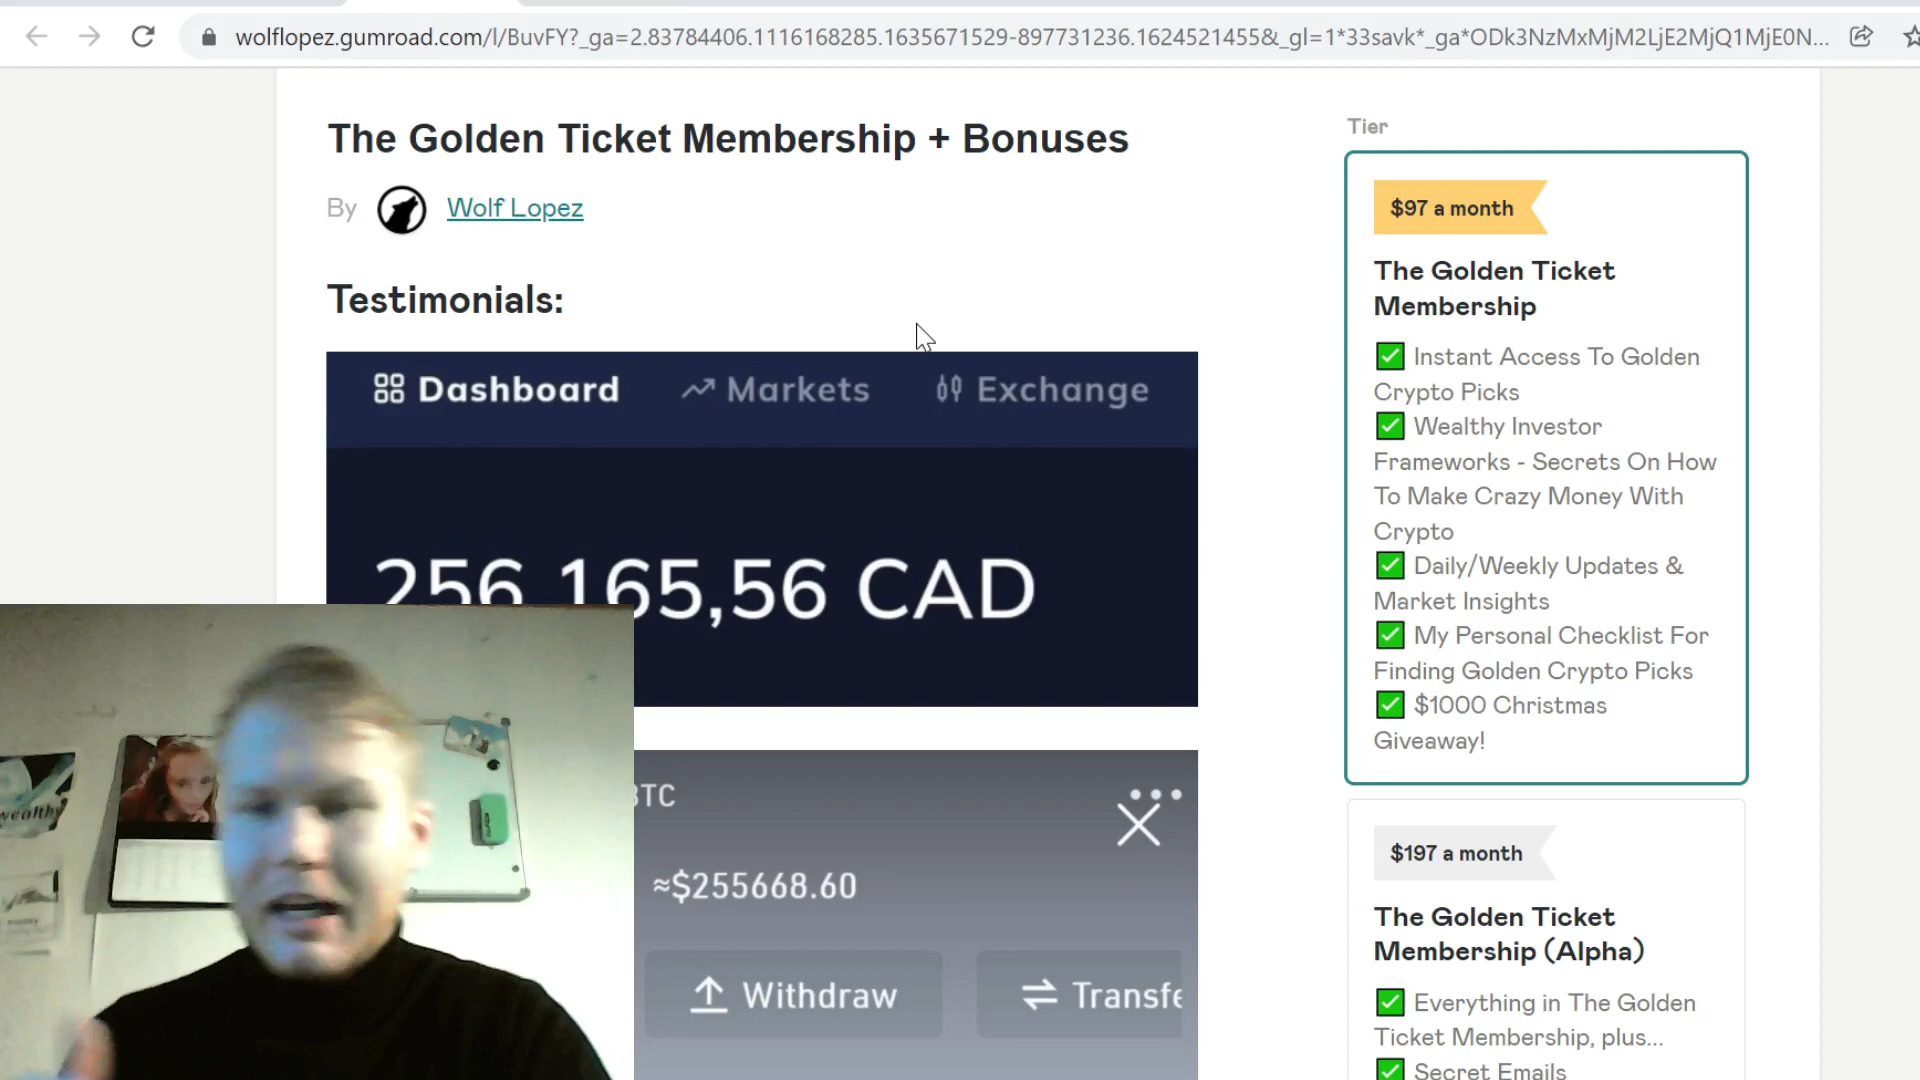 wolflopez.gumroad.com/l/BuvFY?_ga=2.83784406.1116168285.1635671529-897731236.1624521455&_gl=1*33savk*_ga*ODk3NzMxMjM2LjE2MjQ1MjE0N...
The Golden Ticket Membership + Bonuses
By Wolf Lopez
Testimonials:
Dashboard Markets Exchange
256 165,56 CAD
BTC
≈$255668.60
Withdraw Transfe
wealthy
Tier
$97 a month
The Golden Ticket
Membership
✅ Instant Access To Golden
Crypto Picks
✅ Wealthy Investor
Frameworks - Secrets On How
To Make Crazy Money With
Crypto
✅ Daily/Weekly Updates &
Market Insights
✅ My Personal Checklist For
Finding Golden Crypto Picks
✅ $1000 Christmas
Giveaway!
$197 a month
The Golden Ticket
Membership (Alpha)
✅ Everything in The Golden
Ticket Membership, plus...
✅ Secret Emails